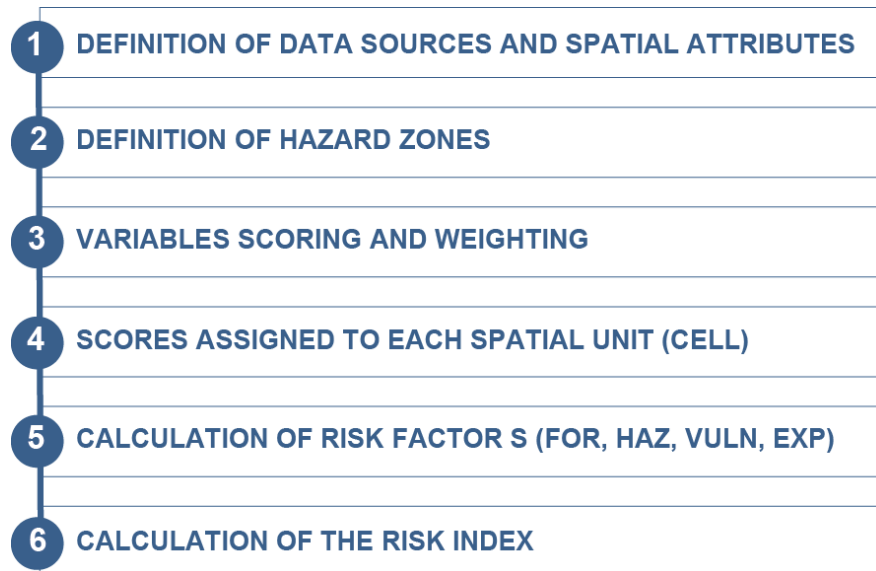 1 DEFINITION OF DATA SOURCES AND SPATIAL ATTRIBUTES
2 DEFINITION OF HAZARD ZONES
3 VARIABLES SCORING AND WEIGHTING
4 SCORES ASSIGNED TO EACH SPATIAL UNIT (CELL)
5 CALCULATION OF RISK FACTOR S (FOR, HAZ, VULN, EXP)
6 CALCULATION OF THE RISK INDEX